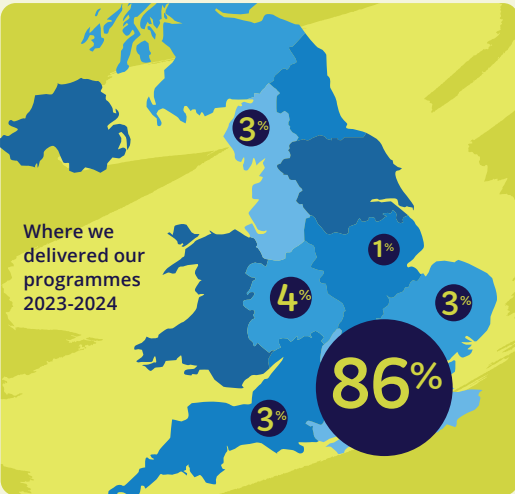 3%
1%
Where we
delivered our
programmes
2023-2024
4%
3%
86%
3%